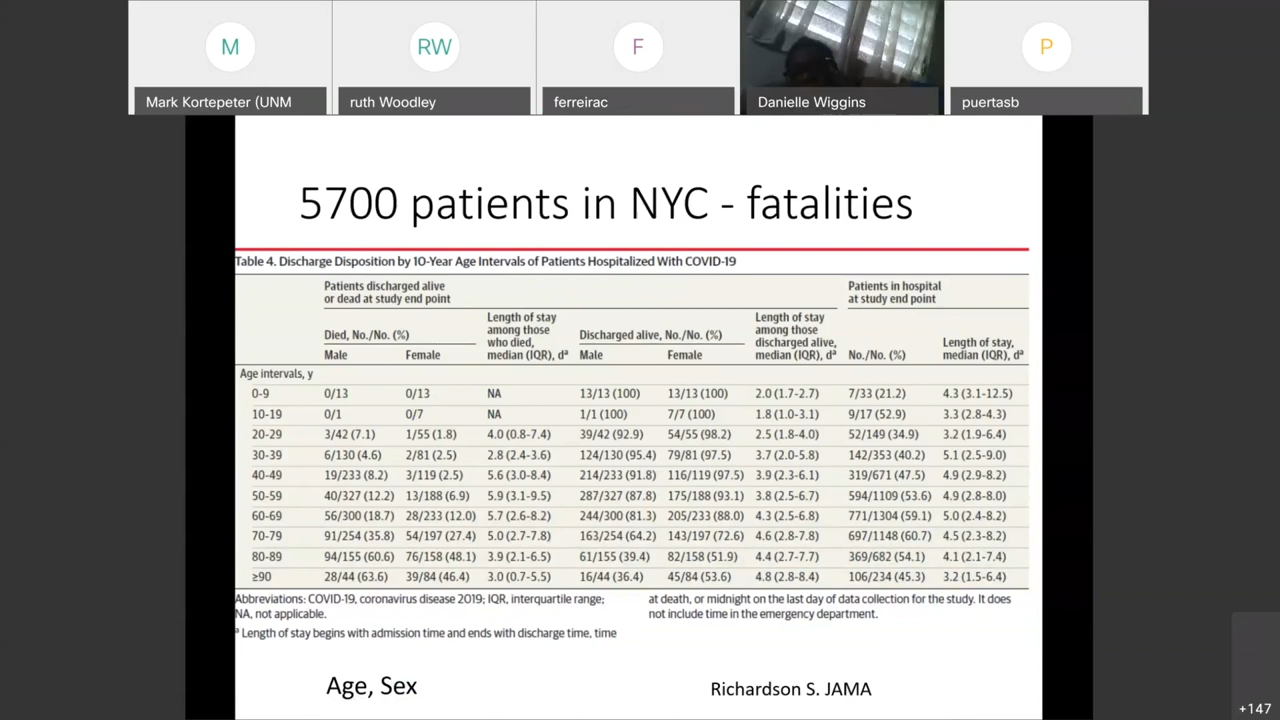 M RW F P
Mark Kortepeter (UNM ruth Woodley ferreirac Danielle Wiggins puertasb
5700 patients in NYC - fatalities
Table 4. Discharge Disposition by 10-Year Age Intervals of Patients Hospitalized With COVID-19
Patients discharged alive
or dead at study end point
Patients in hospital
at study end point
Died, No./No. (%)
Male Female
Length of stay
among those
who died,
median (IQR), dᵃ
Discharged alive, No./No. (%)
Male Female
Length of stay
among those
discharged alive,
median (IQR), dᵃ
No./No. (%)
Length of stay,
median (IQR), dᵃ
Age intervals, y
0-9 0/13 0/13 NA 13/13 (100) 13/13 (100) 2.0 (1.7-2.7) 7/33 (21.2) 4.3 (3.1-12.5)
10-19 0/1 0/7 NA 1/1 (100) 7/7 (100) 1.8 (1.0-3.1) 9/17 (52.9) 3.3 (2.8-4.3)
20-29 3/42 (7.1) 1/55 (1.8) 4.0 (0.8-7.4) 39/42 (92.9) 54/55 (98.2) 2.5 (1.8-4.0) 52/149 (34.9) 3.2 (1.9-6.4)
30-39 6/130 (4.6) 2/81 (2.5) 2.8 (2.4-3.6) 124/130 (95.4) 79/81 (97.5) 3.7 (2.0-5.8) 142/353 (40.2) 5.1 (2.5-9.0)
40-49 19/233 (8.2) 3/119 (2.5) 5.6 (3.0-8.4) 214/233 (91.8) 116/119 (97.5) 3.9 (2.3-6.1) 319/671 (47.5) 4.9 (2.9-8.2)
50-59 40/327 (12.2) 13/188 (6.9) 5.9 (3.1-9.5) 287/327 (87.8) 175/188 (93.1) 3.8 (2.5-6.7) 594/1109 (53.6) 4.9 (2.8-8.0)
60-69 56/300 (18.7) 28/233 (12.0) 5.7 (2.6-8.2) 244/300 (81.3) 205/233 (88.0) 4.3 (2.5-6.8) 771/1304 (59.1) 5.0 (2.4-8.2)
70-79 91/254 (35.8) 54/197 (27.4) 5.0 (2.7-7.8) 163/254 (64.2) 143/197 (72.6) 4.6 (2.8-7.8) 697/1148 (60.7) 4.5 (2.3-8.2)
80-89 94/155 (60.6) 76/158 (48.1) 3.9 (2.1-6.5) 61/155 (39.4) 82/158 (51.9) 4.4 (2.7-7.7) 369/682 (54.1) 4.1 (2.1-7.4)
≥90 28/44 (63.6) 39/84 (46.4) 3.0 (0.7-5.5) 16/44 (36.4) 45/84 (53.6) 4.8 (2.8-8.4) 106/234 (45.3) 3.2 (1.5-6.4)
Abbreviations: COVID-19, coronavirus disease 2019; IQR, interquartile range;
NA, not applicable.
ᵃ Length of stay begins with admission time and ends with discharge time, time
at death, or midnight on the last day of data collection for the study. It does
not include time in the emergency department.
Age, Sex
Richardson S. JAMA
+147